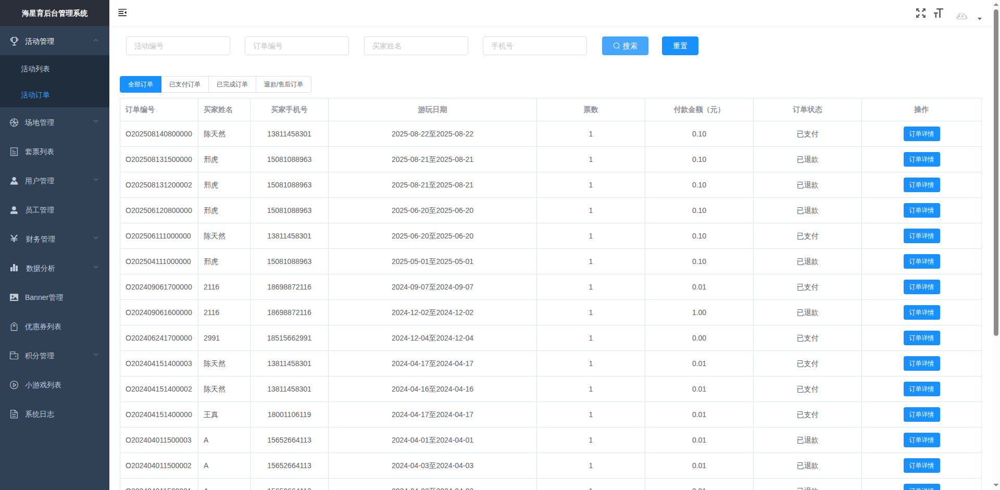 海星育后台管理系统
活动管理
活动列表
活动订单
场地管理
套票列表
用户管理
员工管理
财务管理
数据分析
Banner管理
优惠券列表
积分管理
小游戏列表
系统日志
活动编号 订单编号 买家姓名 手机号 搜索 重置
全部订单 已支付订单 已完成订单 退款/售后订单
订单编号 买家姓名 买家手机号 游玩日期 票数 付款金额（元） 订单状态 操作
O202508140800000 陈天然 13811458301 2025-08-22至2025-08-22 1 0.10 已支付 订单详情
O202508131500000 邢虎 15081088963 2025-08-21至2025-08-21 1 0.10 已退款 订单详情
O202508131200002 邢虎 15081088963 2025-08-21至2025-08-21 1 0.10 已退款 订单详情
O202506120800000 邢虎 15081088963 2025-06-20至2025-06-20 1 0.10 已退款 订单详情
O202506111000000 陈天然 13811458301 2025-06-20至2025-06-20 1 0.10 已支付 订单详情
O202504111000000 邢虎 15081088963 2025-05-01至2025-05-01 1 0.10 已退款 订单详情
O202409061700000 2116 18698872116 2024-09-07至2024-09-07 1 0.01 已支付 订单详情
O202409061600000 2116 18698872116 2024-12-02至2024-12-02 1 1.00 已退款 订单详情
O202406241700000 2991 18515662991 2024-12-04至2024-12-04 1 0.00 已支付 订单详情
O202404151400003 陈天然 13811458301 2024-04-17至2024-04-17 1 0.01 已支付 订单详情
O202404151400002 陈天然 13811458301 2024-04-16至2024-04-16 1 0.01 已支付 订单详情
O202404151400000 王真 18001106119 2024-04-17至2024-04-17 1 0.01 已支付 订单详情
O202404011500003 A 15652664113 2024-04-01至2024-04-01 1 0.01 已退款 订单详情
O202404011500002 A 15652664113 2024-04-03至2024-04-03 1 0.01 已退款 订单详情